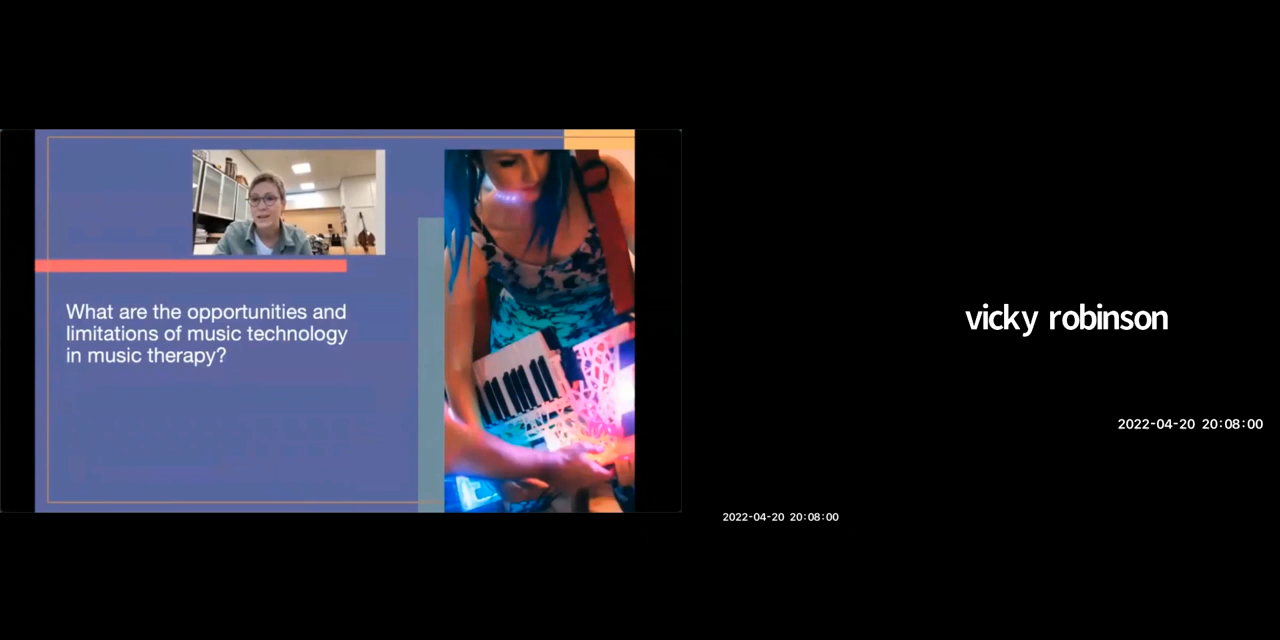 What are the opportunities and
limitations of music technology
in music therapy?
vicky robinson
2022-04-20 20:08:00
2022-04-20 20:08:00